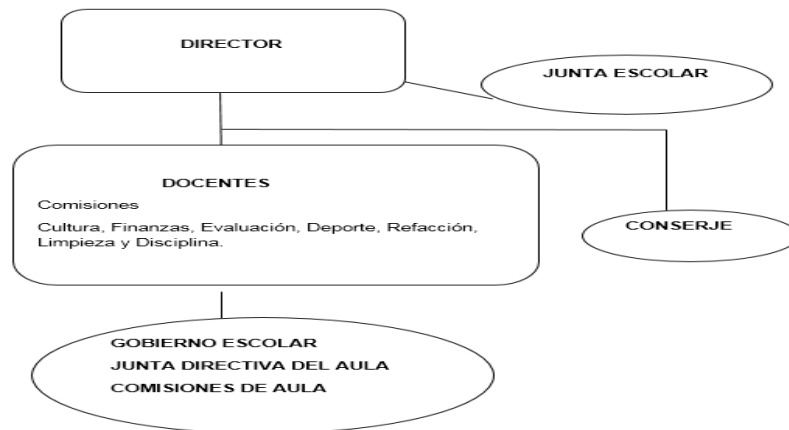 DIRECTOR
JUNTA ESCOLAR
DOCENTES
Comisiones
Cultura, Finanzas, Evaluación, Deporte, Refacción,
Limpieza y Disciplina.
CONSERJE
GOBIERNO ESCOLAR
JUNTA DIRECTIVA DEL AULA
COMISIONES DE AULA